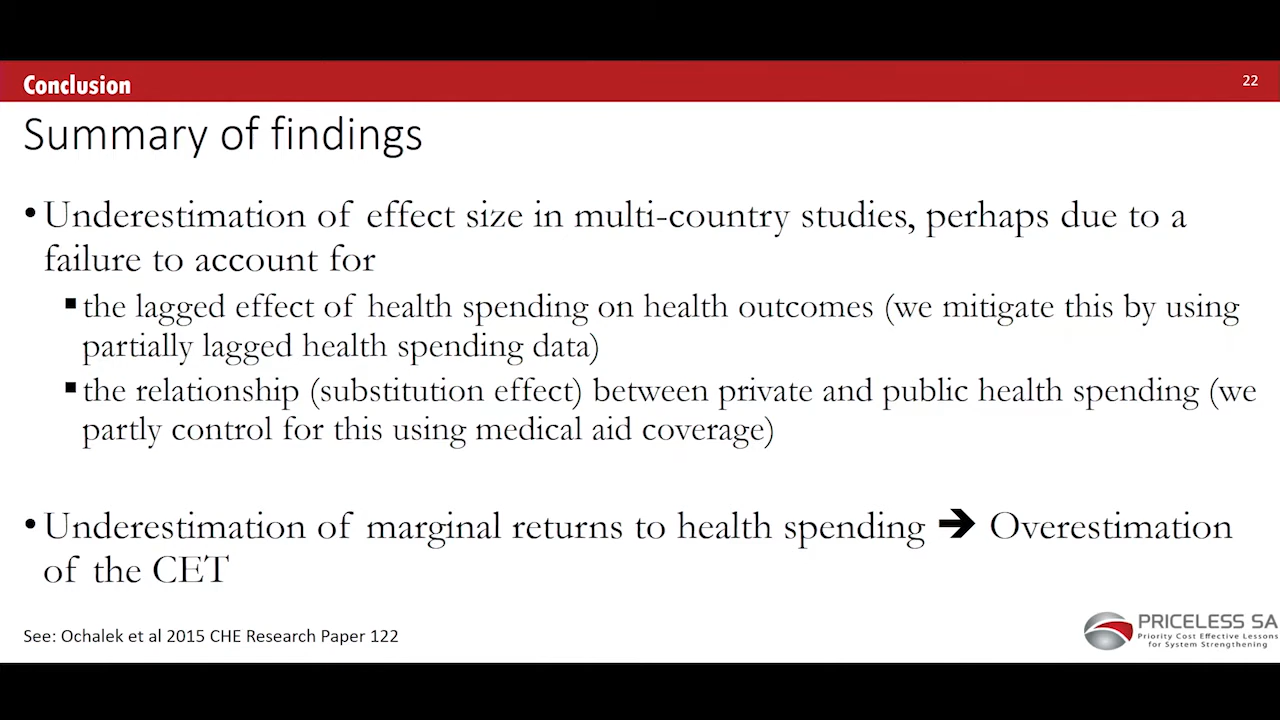 Conclusion
22
Summary of findings
• Underestimation of effect size in multi-country studies, perhaps due to a
failure to account for
▪ the lagged effect of health spending on health outcomes (we mitigate this by using
partially lagged health spending data)
▪ the relationship (substitution effect) between private and public health spending (we
partly control for this using medical aid coverage)
• Underestimation of marginal returns to health spending ➔ Overestimation
of the CET
See: Ochalek et al 2015 CHE Research Paper 122
PRICELESS SA
Priority Cost Effective Lessons
for System Strengthening